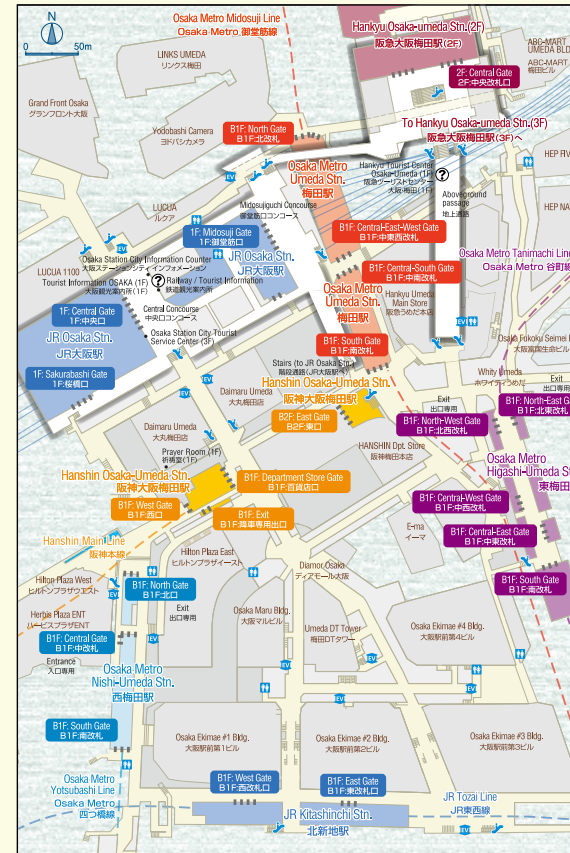 N
0 50m
Osaka Metro Midosuji Line
Osaka Metro 御堂筋線
Hankyu Osaka-umeda Stn.(2F)
阪急大阪梅田駅(2F)
LINKS UMEDA
リンクス梅田
ABC-MART
UMEDA BLD
ABC-MART
梅田ビル
2F: Central Gate
2F:中央改札口
Grand Front Osaka
グランフロント大阪
Yodobashi Camera
ヨドバシカメラ
B1F: North Gate
B1F:北改札
To Hankyu Osaka-umeda Stn.(3F)
阪急大阪梅田駅(3F)へ
Osaka Metro
Umeda Stn.
梅田駅
Hankyu Tourist Center
Osaka-Umeda (1F)
阪急ツーリストセンター
大阪・梅田(1F)
HEP FIV
Aboveground
passage
地上通路
HEP NA
LUCUA
ルクア
Midosujiguchi Concourse
御堂筋口コンコース
1F: Midosuji Gate
1F:御堂筋口
B1F: Central-East-West Gate
B1F:中東西改札
JR Osaka Stn.
JR大阪駅
Osaka Station City Information Counter
大阪ステーションシティ インフォメーション
LUCUA 1100
Tourist Information OSAKA (1F)
大阪観光案内所(1F)
Railway / Tourist Information
鉄道観光案内所
Osaka Metro Tanimachi Line
Osaka Metro 谷町線
B1F: Central-South Gate
B1F:中南改札
Osaka Metro
Umeda Stn.
梅田駅
Hankyu Umeda
Main Store
阪急うめだ本店
1F: Central Gate
1F:中央口
Central Concourse
中央口コンコース
JR Osaka Stn.
JR大阪駅
Osaka Station City Tourist
Service Center (3F)
B1F: South Gate
B1F:南改札
Osaka Fukoku Seimei
大阪富国生命ビル
1F: Sakurabashi Gate
1F:桜橋口
Stairs (to JR Osaka Stn.)
階段通路(JR大阪駅へ)
Hanshin Osaka-Umeda Stn.
阪神大阪梅田駅
Whity Umeda
ホワイティうめだ
Exit
出口専用
Exit
出口専用
Daimaru Umeda
大丸梅田店
B2F: East Gate
B2F:東口
B1F: North-East G
B1F:北東改札
B1F: North-West Gate
B1F:北西改札
Daimaru Umeda
大丸梅田店
HANSHIN Dpt. Store
阪神梅田本店
Prayer Room (1F)
祈祷室(1F)
Osaka Metro
Higashi-Umeda St
東梅田
Hanshin Osaka-Umeda Stn.
阪神大阪梅田駅
B1F: Department Store Gate
B1F:百貨店口
B1F: West Gate
B1F:西口
B1F: Exit
B1F:降車専用出口
B1F: Central-West Gate
B1F:中西改札
E-ma
イーマ
B1F: Central-East Gate
B1F:中東改札
Hanshin Main Line
阪神本線
Hilton Plaza East
ヒルトンプラザイースト
Diamor Osaka
ディアモール大阪
Hilton Plaza West
ヒルトンプラザウエスト
B1F: North Gate
B1F:北口
B1F: South Gate
B1F:南改札
Herbis Plaza ENT
ハービスプラザENT
Exit
出口専用
Osaka Maru Bldg.
大阪マルビル
Umeda DT Tower
梅田DTタワー
Osaka Ekimae #4 Bldg.
大阪駅前第4ビル
B1F: Central Gate
B1F:中改札
Entrance
入口専用
Osaka Metro
Nishi-Umeda Stn.
西梅田駅
B1F: South Gate
B1F:南改札
Osaka Ekimae #1 Bldg.
大阪駅前第1ビル
Osaka Ekimae #2 Bldg.
大阪駅前第2ビル
Osaka Ekimae #3 Bldg.
大阪駅前第3ビル
Osaka Metro
Yotsubashi Line
Osaka Metro
四つ橋線
B1F: West Gate
B1F:西改札口
B1F: East Gate
B1F:東改札口
JR Tozai Line
JR東西線
JR Kitashinchi Stn.
北新地駅